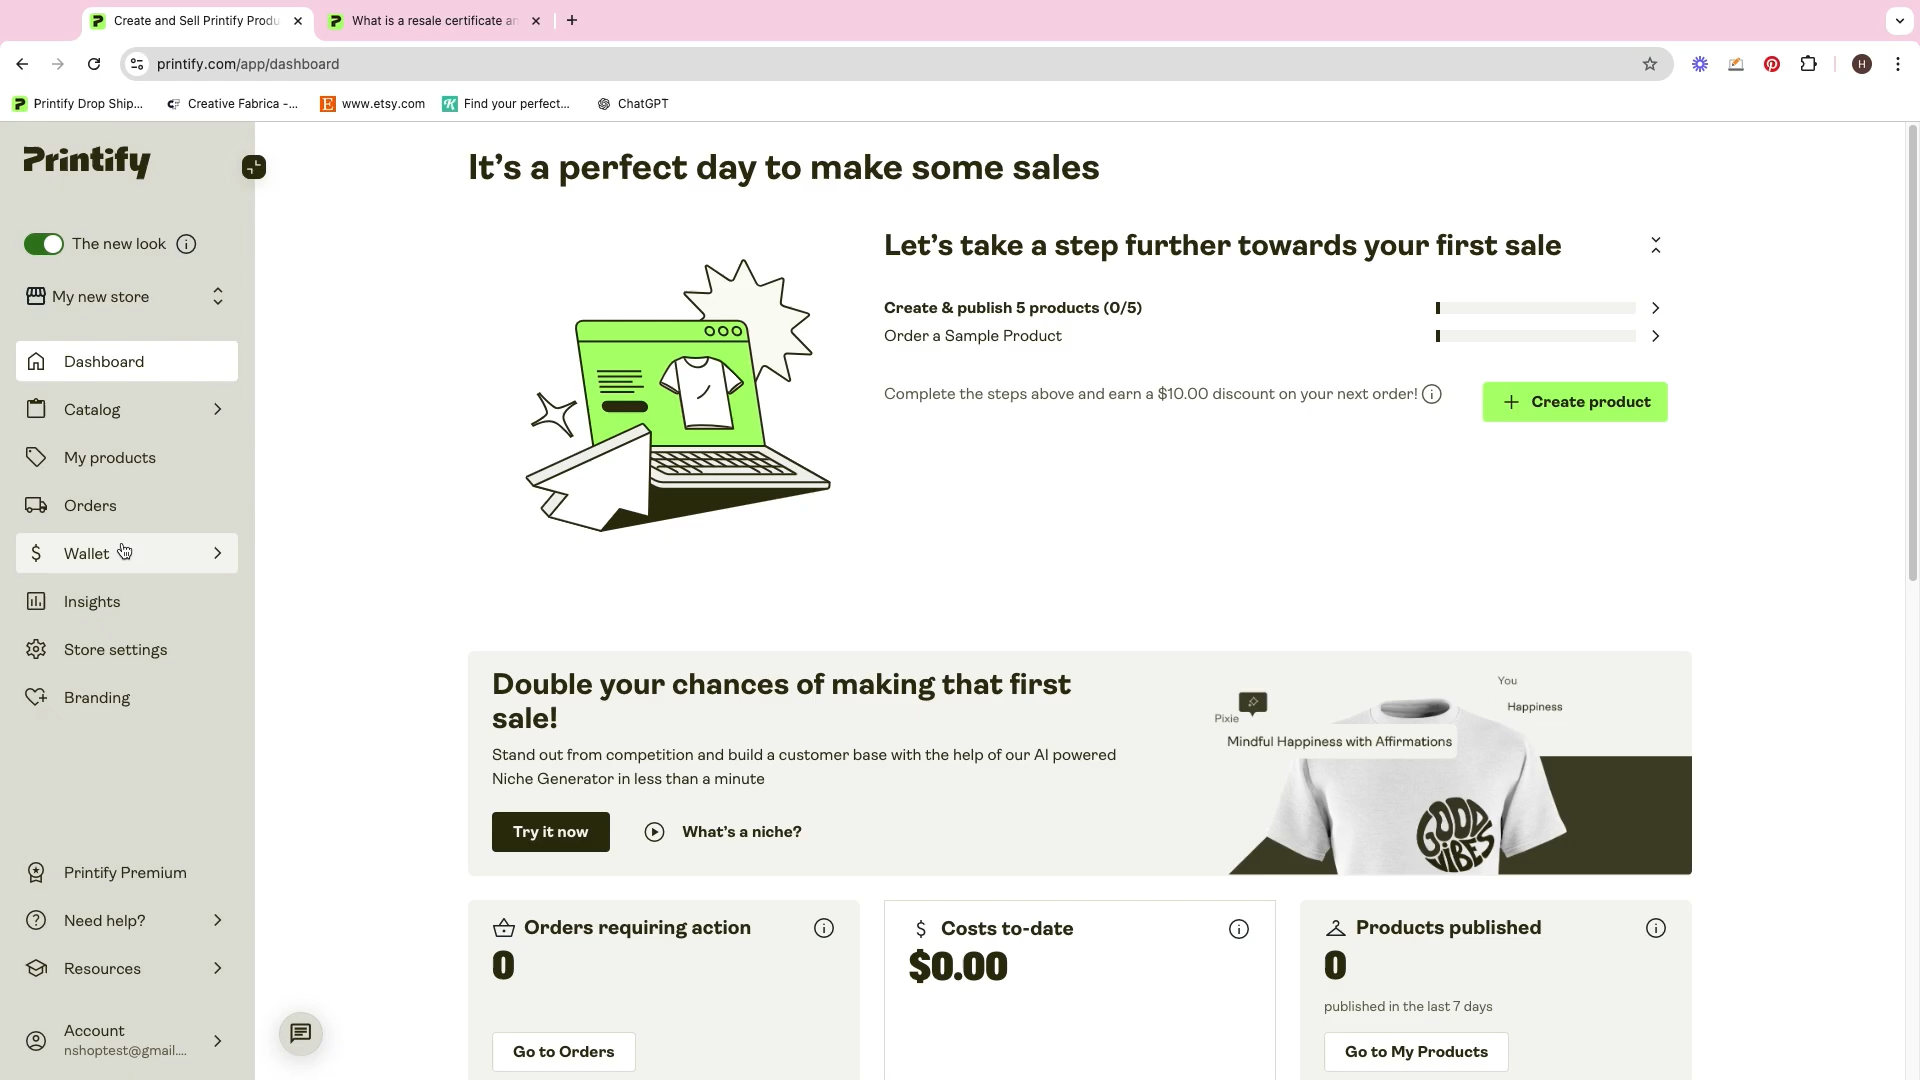 Create and Sell Printify Produ
What is a resale certificate an
printify.com/app/dashboard
H
Printify Drop Ship...
Creative Fabrica -...
www.etsy.com
Find your perfect...
ChatGPT
Printify
The new look
My new store
Dashboard
Catalog
My products
Orders
Wallet
Insights
Store settings
Branding
Printify Premium
Need help?
Resources
Account
nshoptest@gmail....
It's a perfect day to make some sales
Let's take a step further towards your first sale
Create & publish 5 products (0/5)
Order a Sample Product
Complete the steps above and earn a $10.00 discount on your next order!
Create product
Double your chances of making that first
sale!
Stand out from competition and build a customer base with the help of our AI powered
Niche Generator in less than a minute
Try it now
What's a niche?
You
Happiness
Pixie
Mindful Happiness with Affirmations
GOOD
VIBES
Orders requiring action
0
Go to Orders
Costs to-date
$0.00
Products published
0
published in the last 7 days
Go to My Products